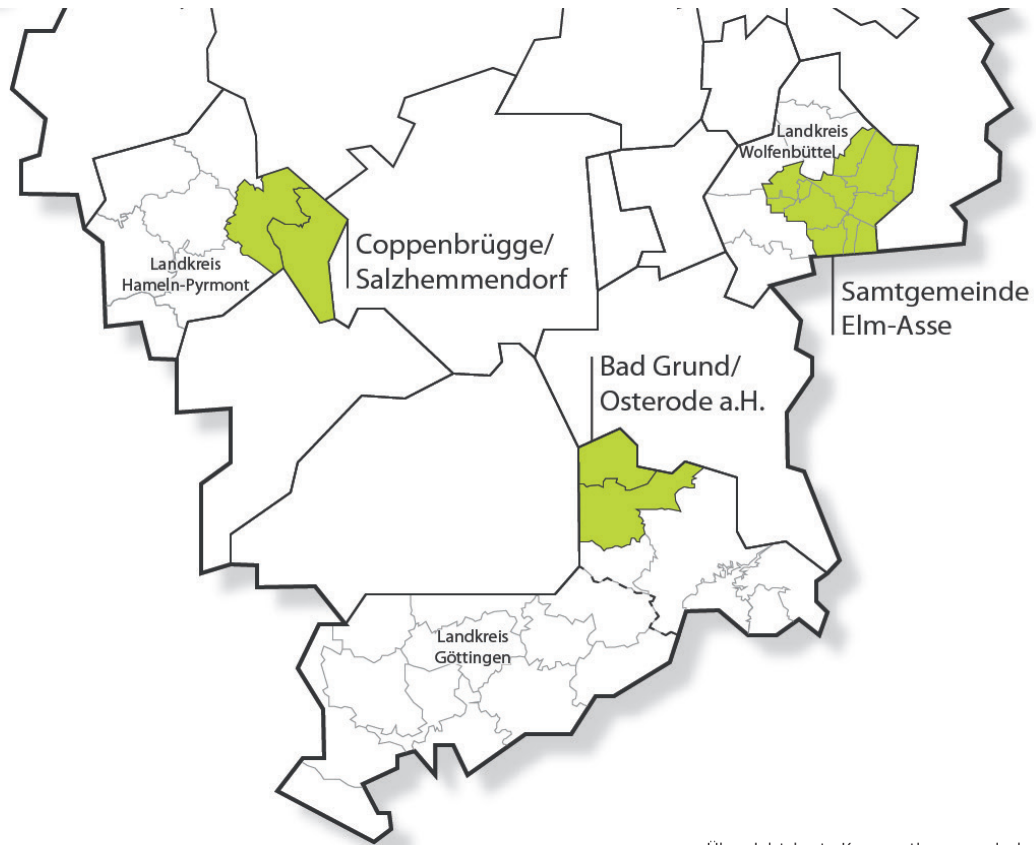 Landkreis
Wolfenbüttel
Coppenbrügge/
Salzhemmendorf
Landkreis
Hameln-Pyrmont
Samtgemeinde
Elm-Asse
Bad Grund/
Osterode a.H.
Landkreis
Göttingen